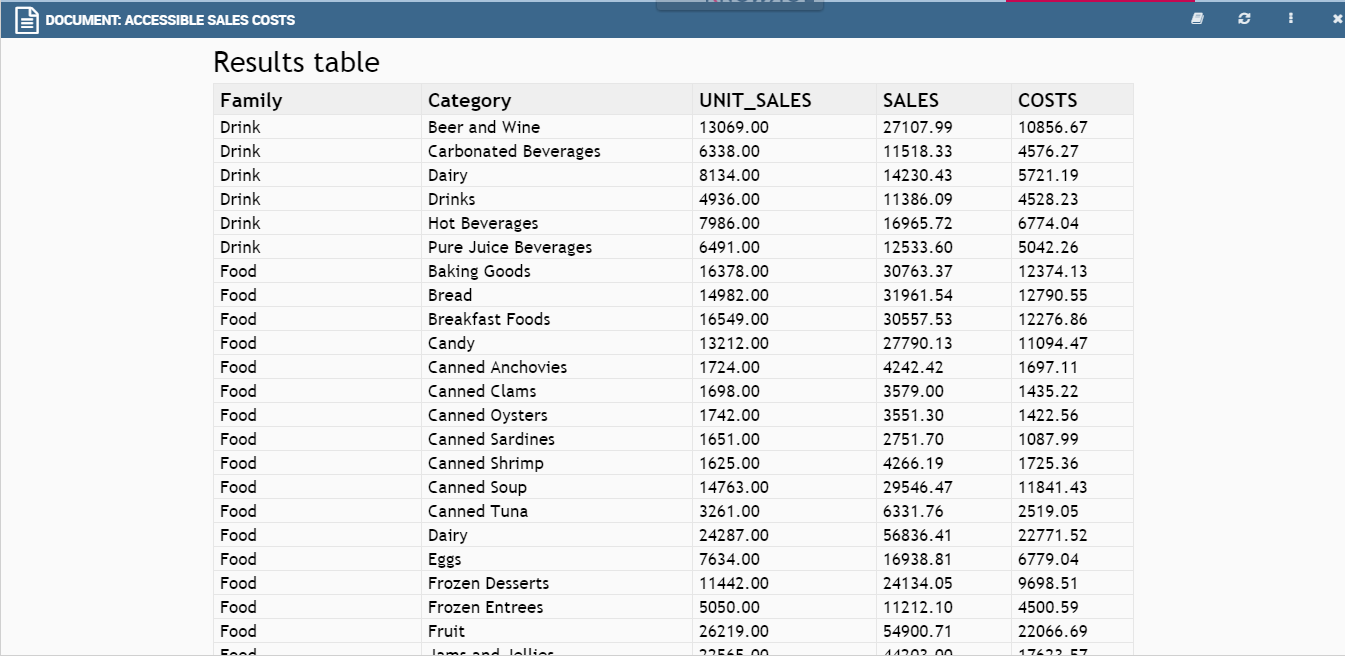 DOCUMENT: ACCESSIBLE SALES COSTS
Results table
Family Category UNIT_SALES SALES COSTS
Drink Beer and Wine 13069.00 27107.99 10856.67
Drink Carbonated Beverages 6338.00 11518.33 4576.27
Drink Dairy 8134.00 14230.43 5721.19
Drink Drinks 4936.00 11386.09 4528.23
Drink Hot Beverages 7986.00 16965.72 6774.04
Drink Pure Juice Beverages 6491.00 12533.60 5042.26
Food Baking Goods 16378.00 30763.37 12374.13
Food Bread 14982.00 31961.54 12790.55
Food Breakfast Foods 16549.00 30557.53 12276.86
Food Candy 13212.00 27790.13 11094.47
Food Canned Anchovies 1724.00 4242.42 1697.11
Food Canned Clams 1698.00 3579.00 1435.22
Food Canned Oysters 1742.00 3551.30 1422.56
Food Canned Sardines 1651.00 2751.70 1087.99
Food Canned Shrimp 1625.00 4266.19 1725.36
Food Canned Soup 14763.00 29546.47 11841.43
Food Canned Tuna 3261.00 6331.76 2519.05
Food Dairy 24287.00 56836.41 22771.52
Food Eggs 7634.00 16938.81 6779.04
Food Frozen Desserts 11442.00 24134.05 9698.51
Food Frozen Entrees 5050.00 11212.10 4500.59
Food Fruit 26219.00 54900.71 22066.69
Food Jams and Jellies